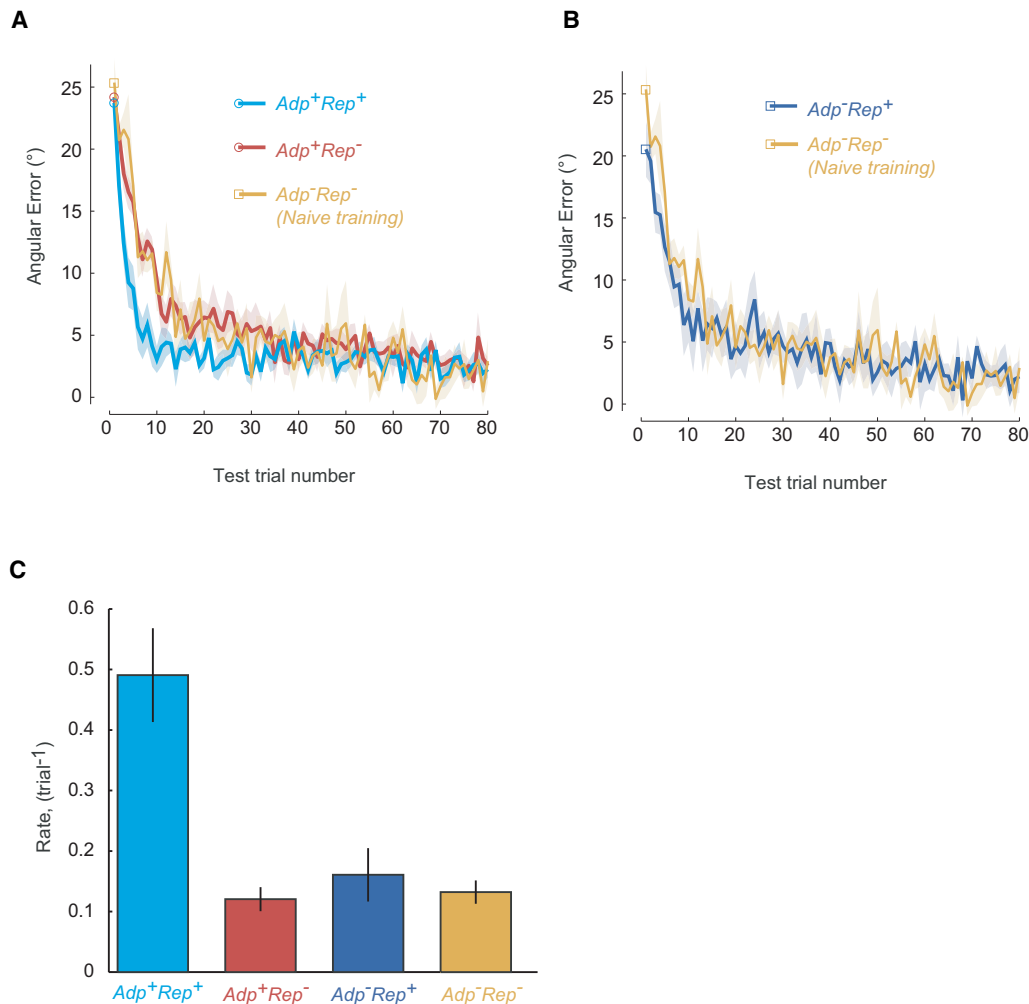 A
Angular Error (°)
25
20
15
10
5
0
0 10 20 30 40 50 60 70 80
Test trial number
Adp+Rep+
Adp+Rep-
Adp-Rep-
(Naive training)
B
Angular Error (°)
25
20
15
10
5
0
0 10 20 30 40 50 60 70 80
Test trial number
Adp-Rep+
Adp-Rep-
(Naive training)
C
Rate, (trial-1)
0.6
0.5
0.4
0.3
0.2
0.1
0
Adp+Rep+ Adp+Rep- Adp-Rep+ Adp-Rep-